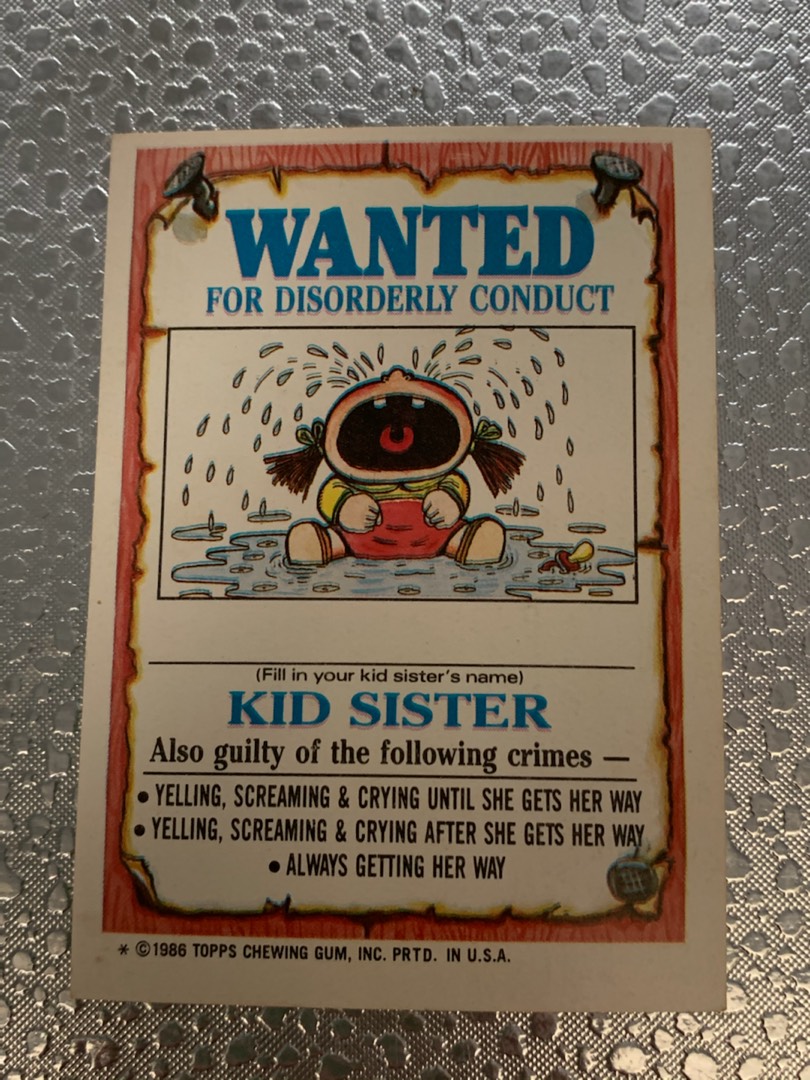 WANTED
FOR DISORDERLY CONDUCT
(Fill in your kid sister's name)
KID SISTER
Also guilty of the following crimes —
• YELLING, SCREAMING & CRYING UNTIL SHE GETS HER WAY
• YELLING, SCREAMING & CRYING AFTER SHE GETS HER WAY
• ALWAYS GETTING HER WAY
* ©1986 TOPPS CHEWING GUM, INC. PRTD. IN U.S.A.